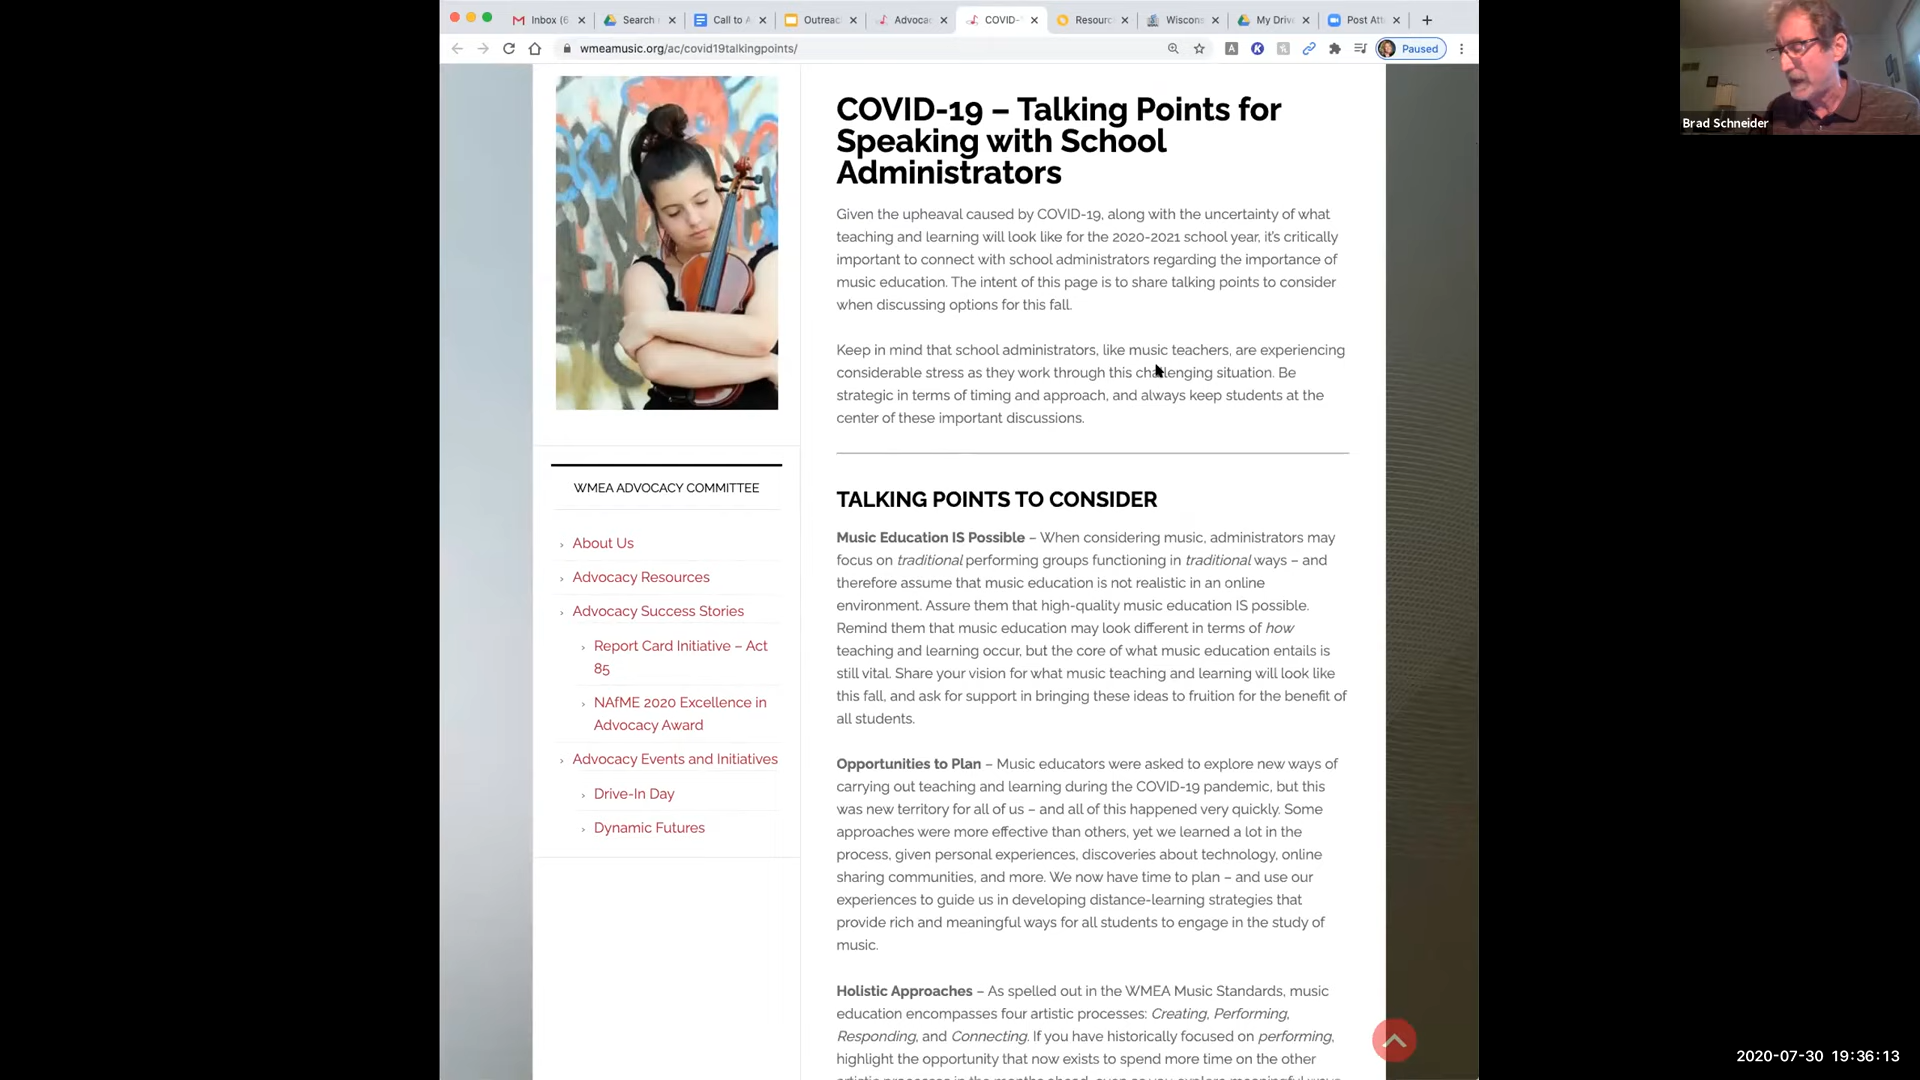 Inbox (6
Search
Call to A
Outreac
Advocac
COVID-
Resourc
Wiscons
My Driv
Post Att
wmeamusic.org/ac/covid19talkingpoints/
Paused
Brad Schneider
COVID-19 – Talking Points for
Speaking with School
Administrators
Given the upheaval caused by COVID-19, along with the uncertainty of what
teaching and learning will look like for the 2020-2021 school year, it's critically
important to connect with school administrators regarding the importance of
music education. The intent of this page is to share talking points to consider
when discussing options for this fall.
Keep in mind that school administrators, like music teachers, are experiencing
considerable stress as they work through this challenging situation. Be
strategic in terms of timing and approach, and always keep students at the
center of these important discussions.
WMEA ADVOCACY COMMITTEE
About Us
Advocacy Resources
Advocacy Success Stories
Report Card Initiative – Act
85
NAfME 2020 Excellence in
Advocacy Award
Advocacy Events and Initiatives
Drive-In Day
Dynamic Futures
TALKING POINTS TO CONSIDER
Music Education IS Possible – When considering music, administrators may
focus on traditional performing groups functioning in traditional ways – and
therefore assume that music education is not realistic in an online
environment. Assure them that high-quality music education IS possible.
Remind them that music education may look different in terms of how
teaching and learning occur, but the core of what music education entails is
still vital. Share your vision for what music teaching and learning will look like
this fall, and ask for support in bringing these ideas to fruition for the benefit of
all students.
Opportunities to Plan – Music educators were asked to explore new ways of
carrying out teaching and learning during the COVID-19 pandemic, but this
was new territory for all of us – and all of this happened very quickly. Some
approaches were more effective than others, yet we learned a lot in the
process, given personal experiences, discoveries about technology, online
sharing communities, and more. We now have time to plan – and use our
experiences to guide us in developing distance-learning strategies that
provide rich and meaningful ways for all students to engage in the study of
music.
Holistic Approaches – As spelled out in the WMEA Music Standards, music
education encompasses four artistic processes: Creating, Performing,
Responding, and Connecting. If you have historically focused on performing,
highlight the opportunity that now exists to spend more time on the other
2020-07-30 19:36:13